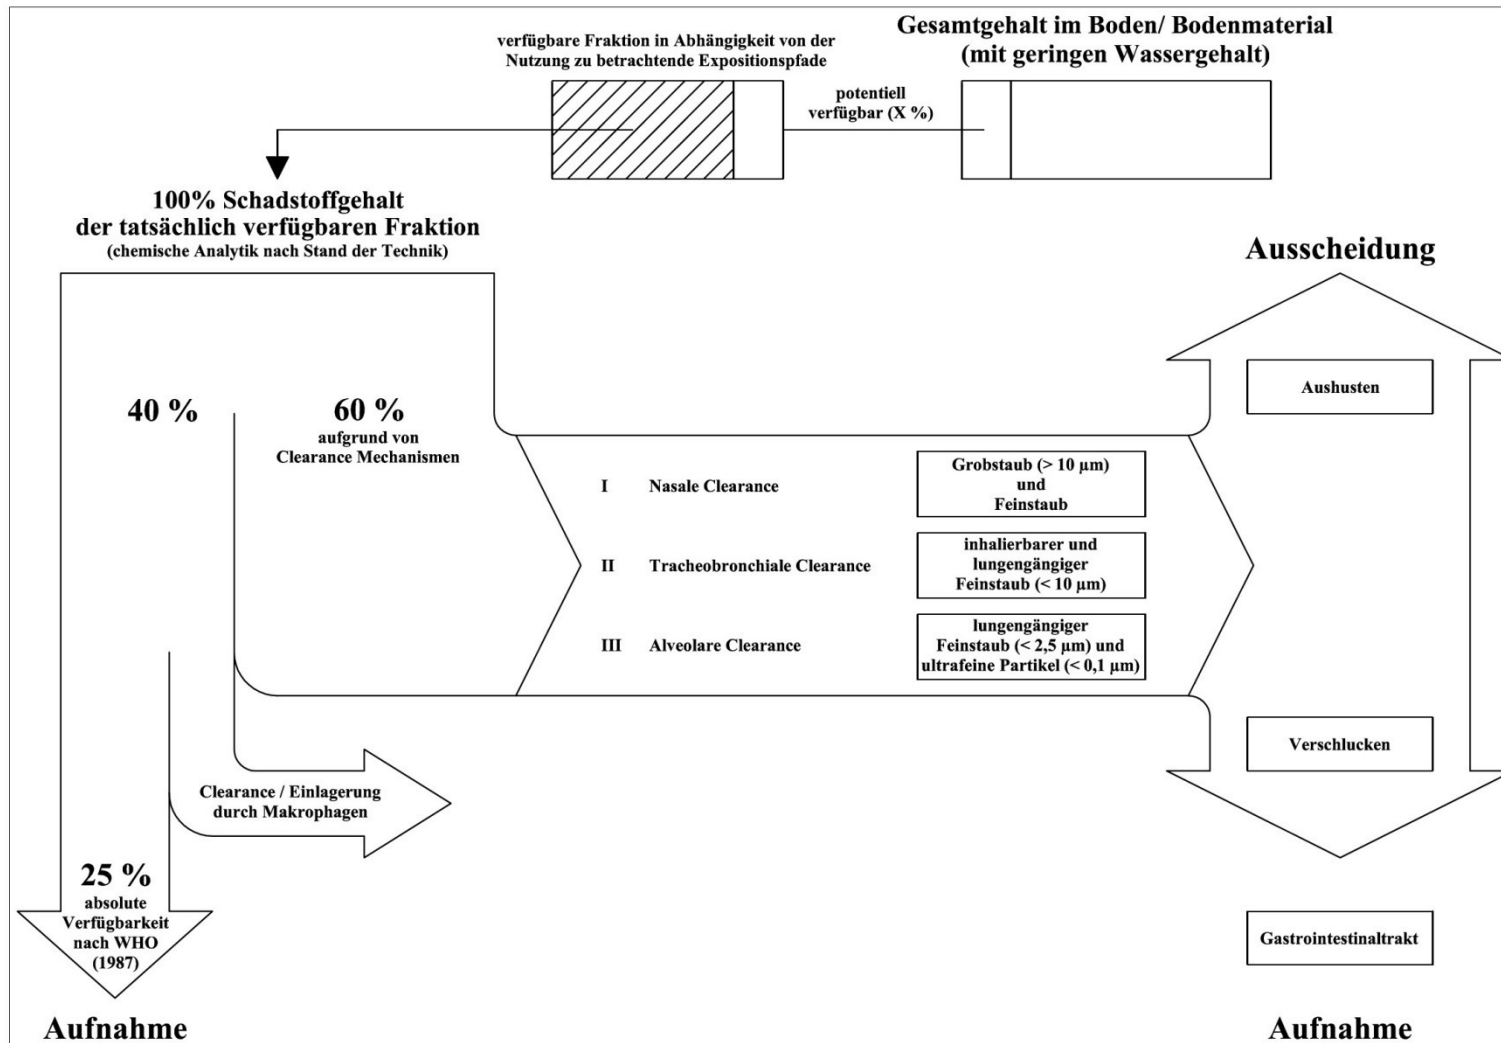 verfügbare Fraktion in Abhängigkeit von der
Nutzung zu betrachtende Expositionspfade
Gesamtgehalt im Boden/ Bodenmaterial
(mit geringen Wassergehalt)
potentiell
verfügbar (X %)
100% Schadstoffgehalt
der tatsächlich verfügbaren Fraktion
(chemische Analytik nach Stand der Technik)
Ausscheidung
40 %
60 %
aufgrund von
Clearance Mechanismen
Aushusten
I Nasale Clearance
Grobstaub (> 10 µm)
und
Feinstaub
II Tracheobronchiale Clearance
inhalierbarer und
lungengängiger
Feinstaub (< 10 µm)
III Alveolare Clearance
lungengängiger
Feinstaub (< 2,5 µm) und
ultrafeine Partikel (< 0,1 µm)
Verschlucken
Clearance / Einlagerung
durch Makrophagen
25 %
absolute
Verfügbarkeit
nach WHO
(1987)
Gastrointestinaltrakt
Aufnahme
Aufnahme